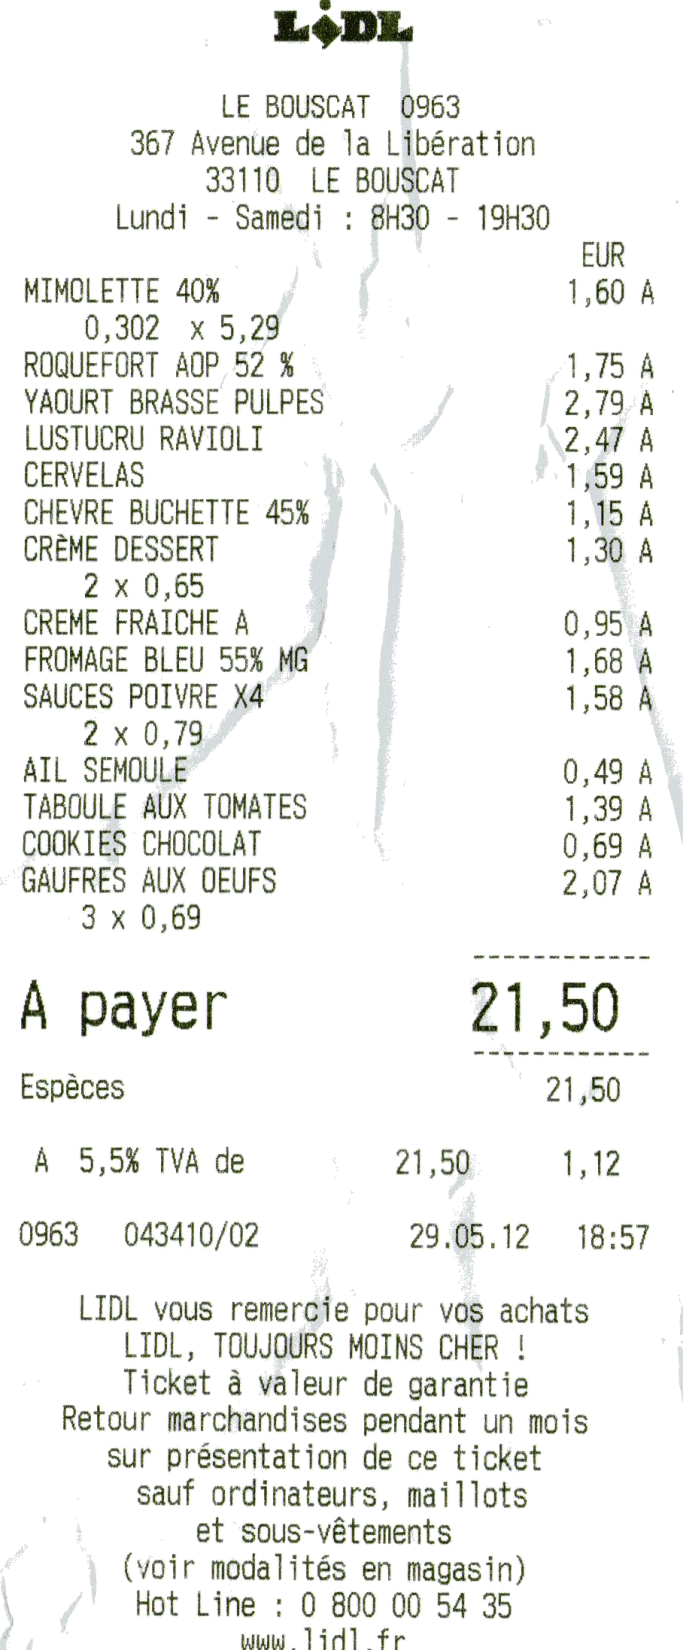 LIDL
LE BOUSCAT 0963
367 Avenue de la Libération
33110 LE BOUSCAT
Lundi - Samedi : 8H30 - 19H30
EUR
MIMOLETTE 40% 1,60 A
0,302 x 5,29
ROQUEFORT AOP 52 % 1,75 A
YAOURT BRASSE PULPES 2,79 A
LUSTUCRU RAVIOLI 2,47 A
CERVELAS 1,59 A
CHEVRE BUCHETTE 45% 1,15 A
CRÈME DESSERT 1,30 A
2 x 0,65
CREME FRAICHE A 0,95 A
FROMAGE BLEU 55% MG 1,68 A
SAUCES POIVRE X4 1,58 A
2 x 0,79
AIL SEMOULE 0,49 A
TABOULE AUX TOMATES 1,39 A
COOKIES CHOCOLAT 0,69 A
GAUFRES AUX OEUFS 2,07 A
3 x 0,69
------------
A payer 21,50
------------
Espèces 21,50
A 5,5% TVA de 21,50 1,12
0963 043410/02 29.05.12 18:57
LIDL vous remercie pour vos achats
LIDL, TOUJOURS MOINS CHER !
Ticket à valeur de garantie
Retour marchandises pendant un mois
sur présentation de ce ticket
sauf ordinateurs, maillots
et sous-vêtements
(voir modalités en magasin)
Hot Line : 0 800 00 54 35
www.lidl.fr